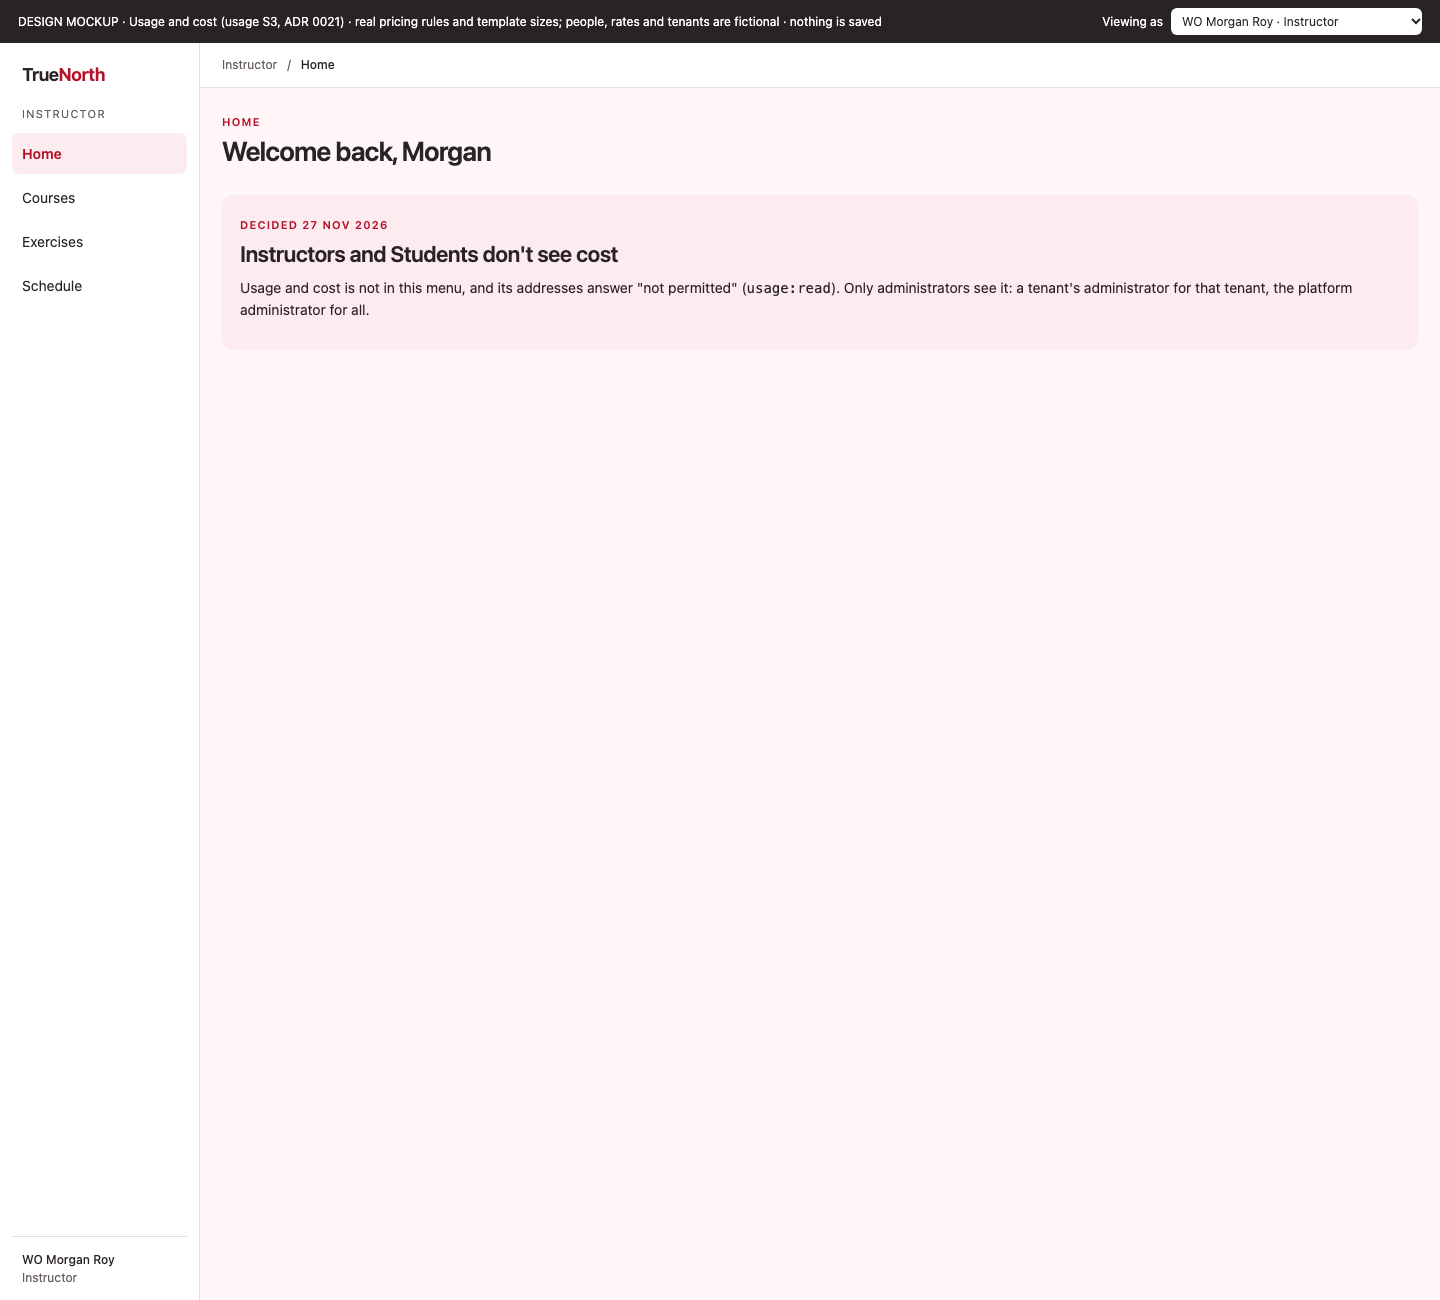 DESIGN MOCKUP · Usage and cost (usage S3, ADR 0021) · real pricing rules and template sizes; people, rates and tenants are fictional · nothing is saved
Viewing as
WO Morgan Roy · Instructor
TrueNorth
INSTRUCTOR
Home
Courses
Exercises
Schedule
WO Morgan Roy
Instructor
Instructor / Home
HOME
Welcome back, Morgan
DECIDED 27 NOV 2026
Instructors and Students don't see cost
Usage and cost is not in this menu, and its addresses answer "not permitted" (usage:read). Only administrators see it: a tenant's administrator for that tenant, the platform
administrator for all.